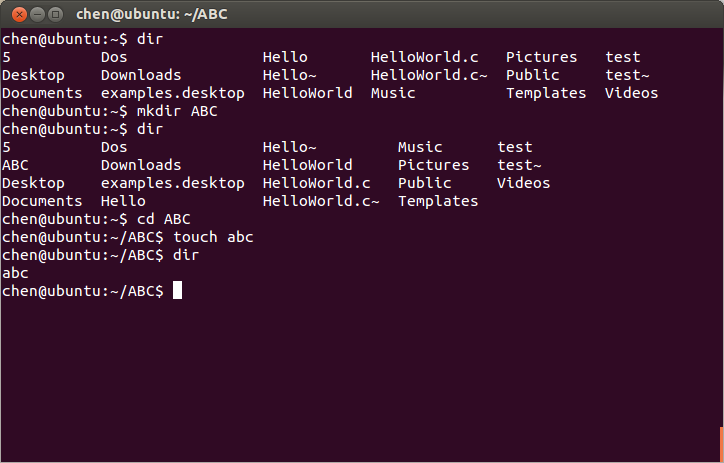 chen@ubuntu: ~/ABC
chen@ubuntu:~$ dir
5          Dos               Hello       HelloWorld.c   Pictures   test
Desktop    Downloads         Hello~      HelloWorld.c~  Public     test~
Documents  examples.desktop  HelloWorld  Music          Templates  Videos
chen@ubuntu:~$ mkdir ABC
chen@ubuntu:~$ dir
5          Dos               Hello~         Music      test
ABC        Downloads         HelloWorld     Pictures   test~
Desktop    examples.desktop  HelloWorld.c   Public     Videos
Documents  Hello             HelloWorld.c~  Templates
chen@ubuntu:~$ cd ABC
chen@ubuntu:~/ABC$ touch abc
chen@ubuntu:~/ABC$ dir
abc
chen@ubuntu:~/ABC$